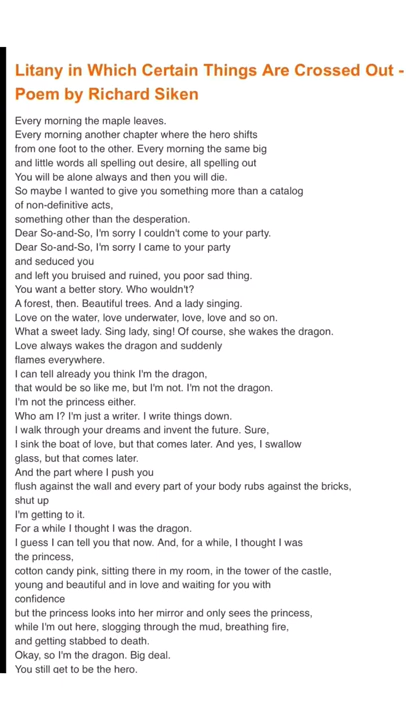 Litany in Which Certain Things Are Crossed Out -
Poem by Richard Siken
Every morning the maple leaves.
Every morning another chapter where the hero shifts
from one foot to the other. Every morning the same big
and little words all spelling out desire, all spelling out
You will be alone always and then you will die.
So maybe I wanted to give you something more than a catalog
of non-definitive acts,
something other than the desperation.
Dear So-and-So, I'm sorry I couldn't come to your party.
Dear So-and-So, I'm sorry I came to your party
and seduced you
and left you bruised and ruined, you poor sad thing.
You want a better story. Who wouldn't?
A forest, then. Beautiful trees. And a lady singing.
Love on the water, love underwater, love, love and so on.
What a sweet lady. Sing lady, sing! Of course, she wakes the dragon.
Love always wakes the dragon and suddenly
flames everywhere.
I can tell already you think I'm the dragon,
that would be so like me, but I'm not. I'm not the dragon.
I'm not the princess either.
Who am I? I'm just a writer. I write things down.
I walk through your dreams and invent the future. Sure,
I sink the boat of love, but that comes later. And yes, I swallow
glass, but that comes later.
And the part where I push you
flush against the wall and every part of your body rubs against the bricks,
shut up
I'm getting to it.
For a while I thought I was the dragon.
I guess I can tell you that now. And, for a while, I thought I was
the princess,
cotton candy pink, sitting there in my room, in the tower of the castle,
young and beautiful and in love and waiting for you with
confidence
but the princess looks into her mirror and only sees the princess,
while I'm out here, slogging through the mud, breathing fire,
and getting stabbed to death.
Okay, so I'm the dragon. Big deal.
You still get to be the hero.